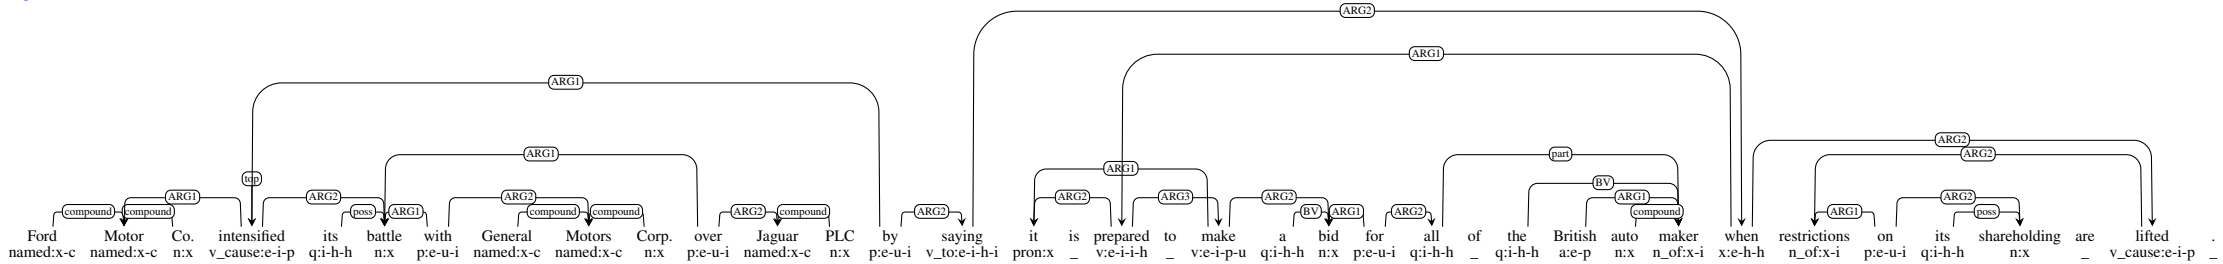 ARG2
ARG1
ARG1
ARG2
ARG1 part ARG2
top ARG1 BV
ARG1 ARG2 ARG2 ARG2 ARG3 ARG2 ARG1 ARG2
compound compound poss ARG1 compound compound ARG2 compound ARG2 BV ARG1 ARG2 compound ARG1 poss
Ford Motor Co. intensified its battle with General Motors Corp. over Jaguar PLC by saying it is prepared to make a bid for all of the British auto maker when restrictions on its shareholding are lifted .
named:x-c named:x-c n:x v_cause:e-i-p q:i-h-h n:x p:e-u-i named:x-c named:x-c n:x p:e-u-i named:x-c n:x p:e-u-i v_to:e-i-h-i pron:x _ v:e-i-i-h _ v:e-i-p-u q:i-h-h n:x p:e-u-i q:i-h-h _ q:i-h-h a:e-p n:x n_of:x-i x:e-h-h n_of:x-i p:e-u-i q:i-h-h n:x _ v_cause:e-i-p _